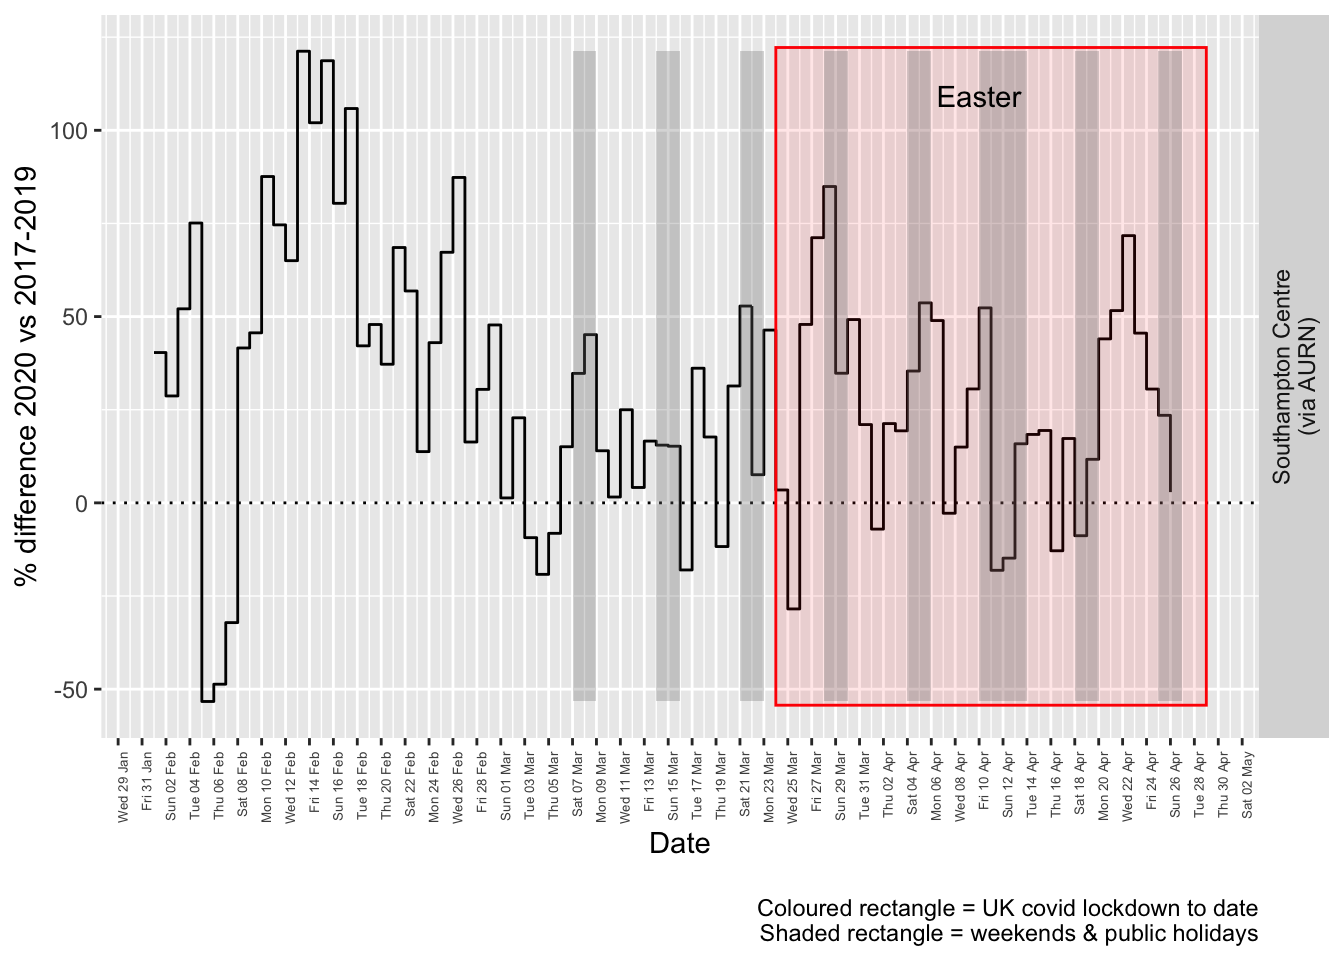 % difference 2020 vs 2017-2019
100
50
0
-50
Easter
Southampton Centre
(via AURN)
Wed 29 Jan
Fri 31 Jan
Sun 02 Feb
Tue 04 Feb
Thu 06 Feb
Sat 08 Feb
Mon 10 Feb
Wed 12 Feb
Fri 14 Feb
Sun 16 Feb
Tue 18 Feb
Thu 20 Feb
Sat 22 Feb
Mon 24 Feb
Wed 26 Feb
Fri 28 Feb
Sun 01 Mar
Tue 03 Mar
Thu 05 Mar
Sat 07 Mar
Mon 09 Mar
Wed 11 Mar
Fri 13 Mar
Sun 15 Mar
Tue 17 Mar
Thu 19 Mar
Sat 21 Mar
Mon 23 Mar
Wed 25 Mar
Fri 27 Mar
Sun 29 Mar
Tue 31 Mar
Thu 02 Apr
Sat 04 Apr
Mon 06 Apr
Wed 08 Apr
Fri 10 Apr
Sun 12 Apr
Tue 14 Apr
Thu 16 Apr
Sat 18 Apr
Mon 20 Apr
Wed 22 Apr
Fri 24 Apr
Sun 26 Apr
Tue 28 Apr
Thu 30 Apr
Sat 02 May
Date
Coloured rectangle = UK covid lockdown to date
Shaded rectangle = weekends & public holidays